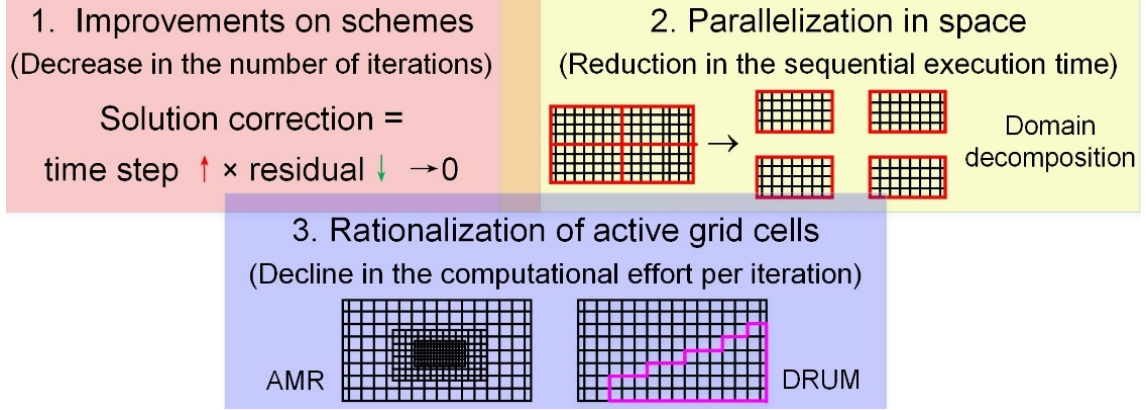 1. Improvements on schemes
(Decrease in the number of iterations)
Solution correction =
time step ↑ × residual ↓ →0
2. Parallelization in space
(Reduction in the sequential execution time)
→
Domain
decomposition
3. Rationalization of active grid cells
(Decline in the computational effort per iteration)
AMR
DRUM